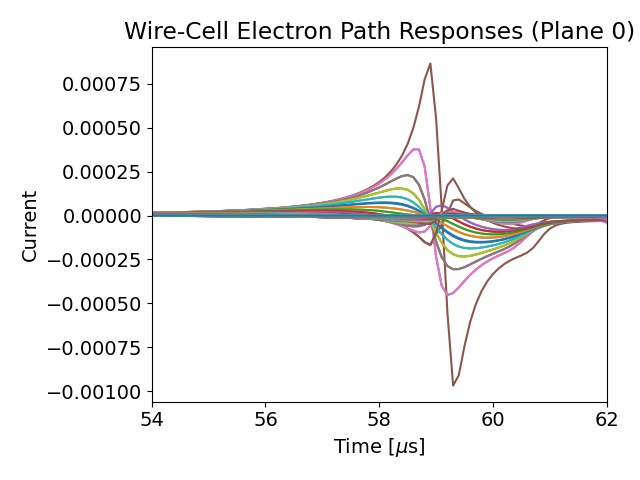 Wire-Cell Electron Path Responses (Plane 0)
0.00075
0.00050
0.00025
0.00000
−0.00025
−0.00050
−0.00075
−0.00100
Current
54 56 58 60 62
Time [μs]